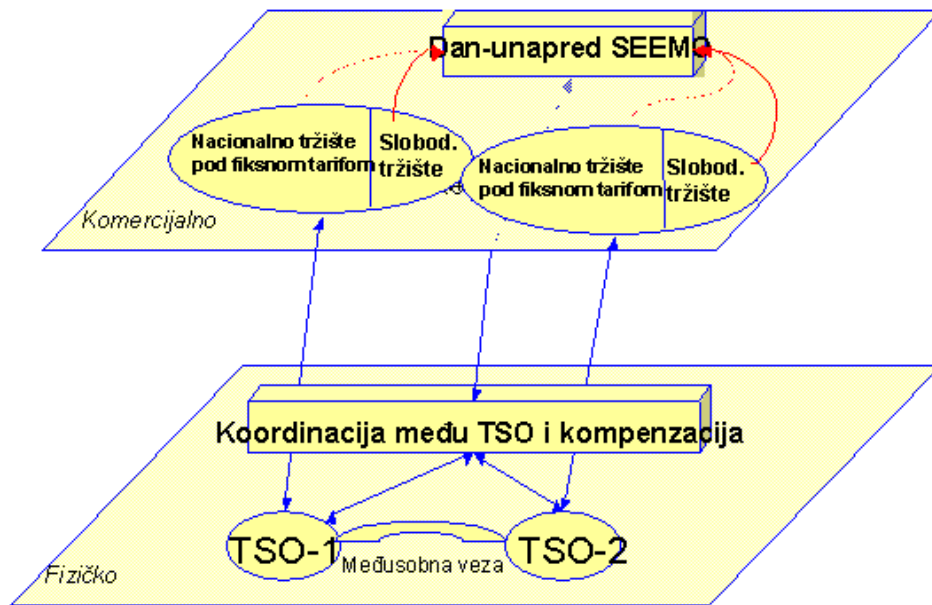 Dan-unapred SEEMO
Nacionalno tržište
pod fiksnom tarifom
Slobod.
tržište
Nacionalno tržište
pod fiksnom tarifom
Slobod.
tržište
Komercijalno
Koordinacija među TSO i kompenzacija
TSO-1
TSO-2
Međusobna veza
Fizičko